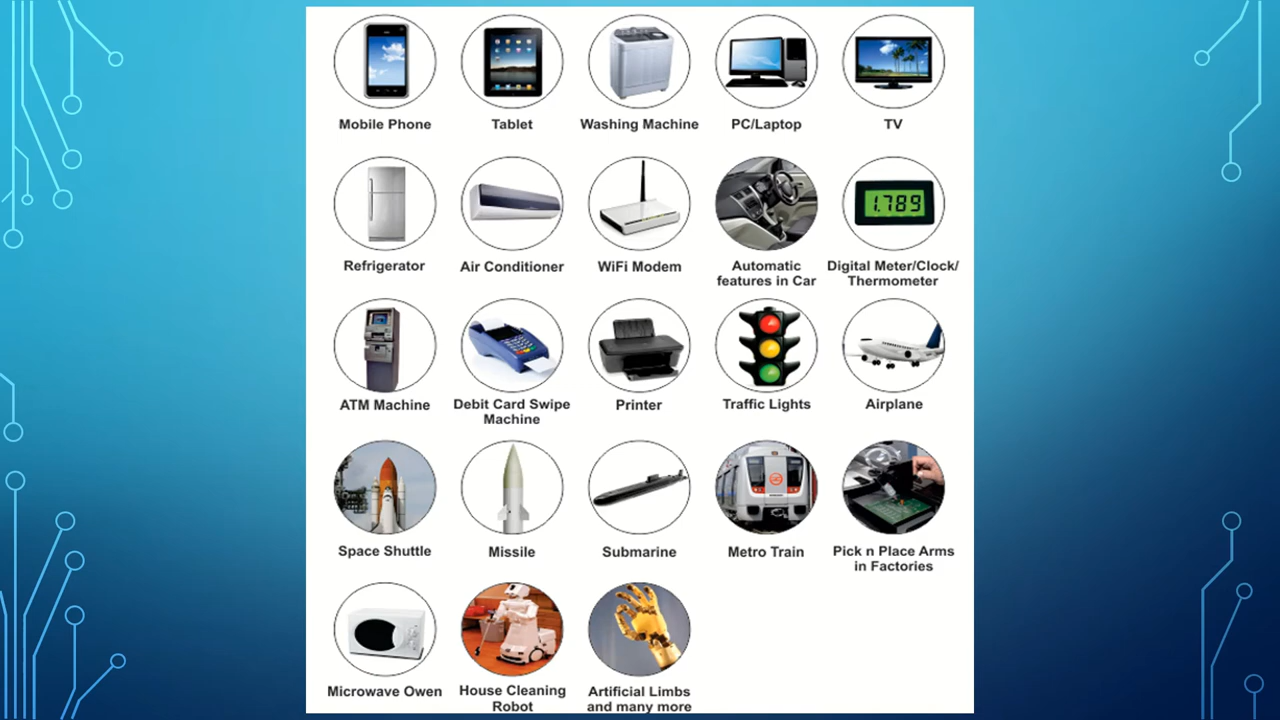 Mobile Phone
Tablet
Washing Machine
PC/Laptop
TV
1.789
Refrigerator
Air Conditioner
WiFi Modem
Automatic
features in Car
Digital Meter/Clock/
Thermometer
ATM Machine
Debit Card Swipe
Machine
Printer
Traffic Lights
Airplane
Space Shuttle
Missile
Submarine
Metro Train
Pick n Place Arms
in Factories
Microwave Owen
House Cleaning
Robot
Artificial Limbs
and many more